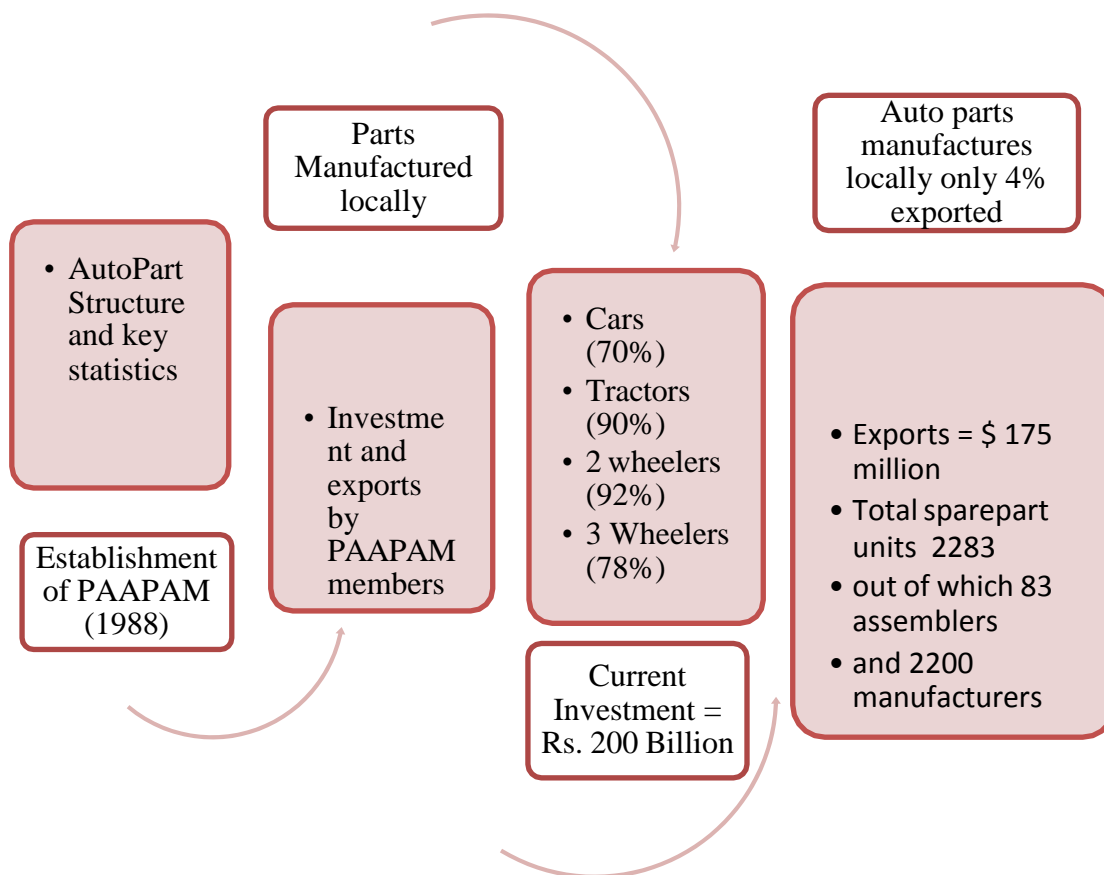 • AutoPart
Structure
and key
statistics
Establishment
of PAAPAM
(1988)
Parts
Manufactured
locally
• Investme
nt and
exports
by
PAAPAM
members
• Cars
(70%)
• Tractors
(90%)
• 2 wheelers
(92%)
• 3 Wheelers
(78%)
Current
Investment =
Rs. 200 Billion
Auto parts
manufactures
locally only 4%
exported
• Exports = $ 175
million
• Total sparepart
units 2283
• out of which 83
assemblers
• and 2200
manufacturers